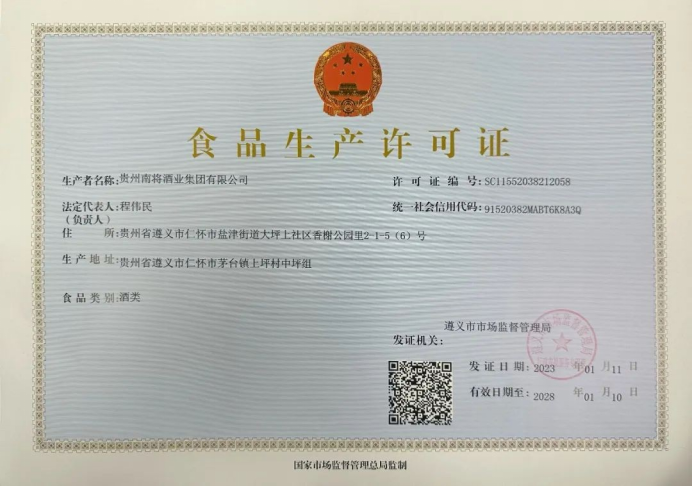 食品生产许可证
生产者名称:贵州南将酒业集团有限公司
许可证编号:SC11552038212058
法定代表人:程伟民
(负责人)
统一社会信用代码:91520382MABT6K8A3Q
住所:贵州省遵义市仁怀市盐津街道大坪上社区香榭公园里2-1-5(6)号
生产地址:贵州省遵义市仁怀市茅台镇上坪村中坪组
食品类别:酒类
遵义市市场监督管理局
发证机关:
发证日期:2023年01月11日
有效日期至:2028年01月10日
国家市场监督管理总局监制